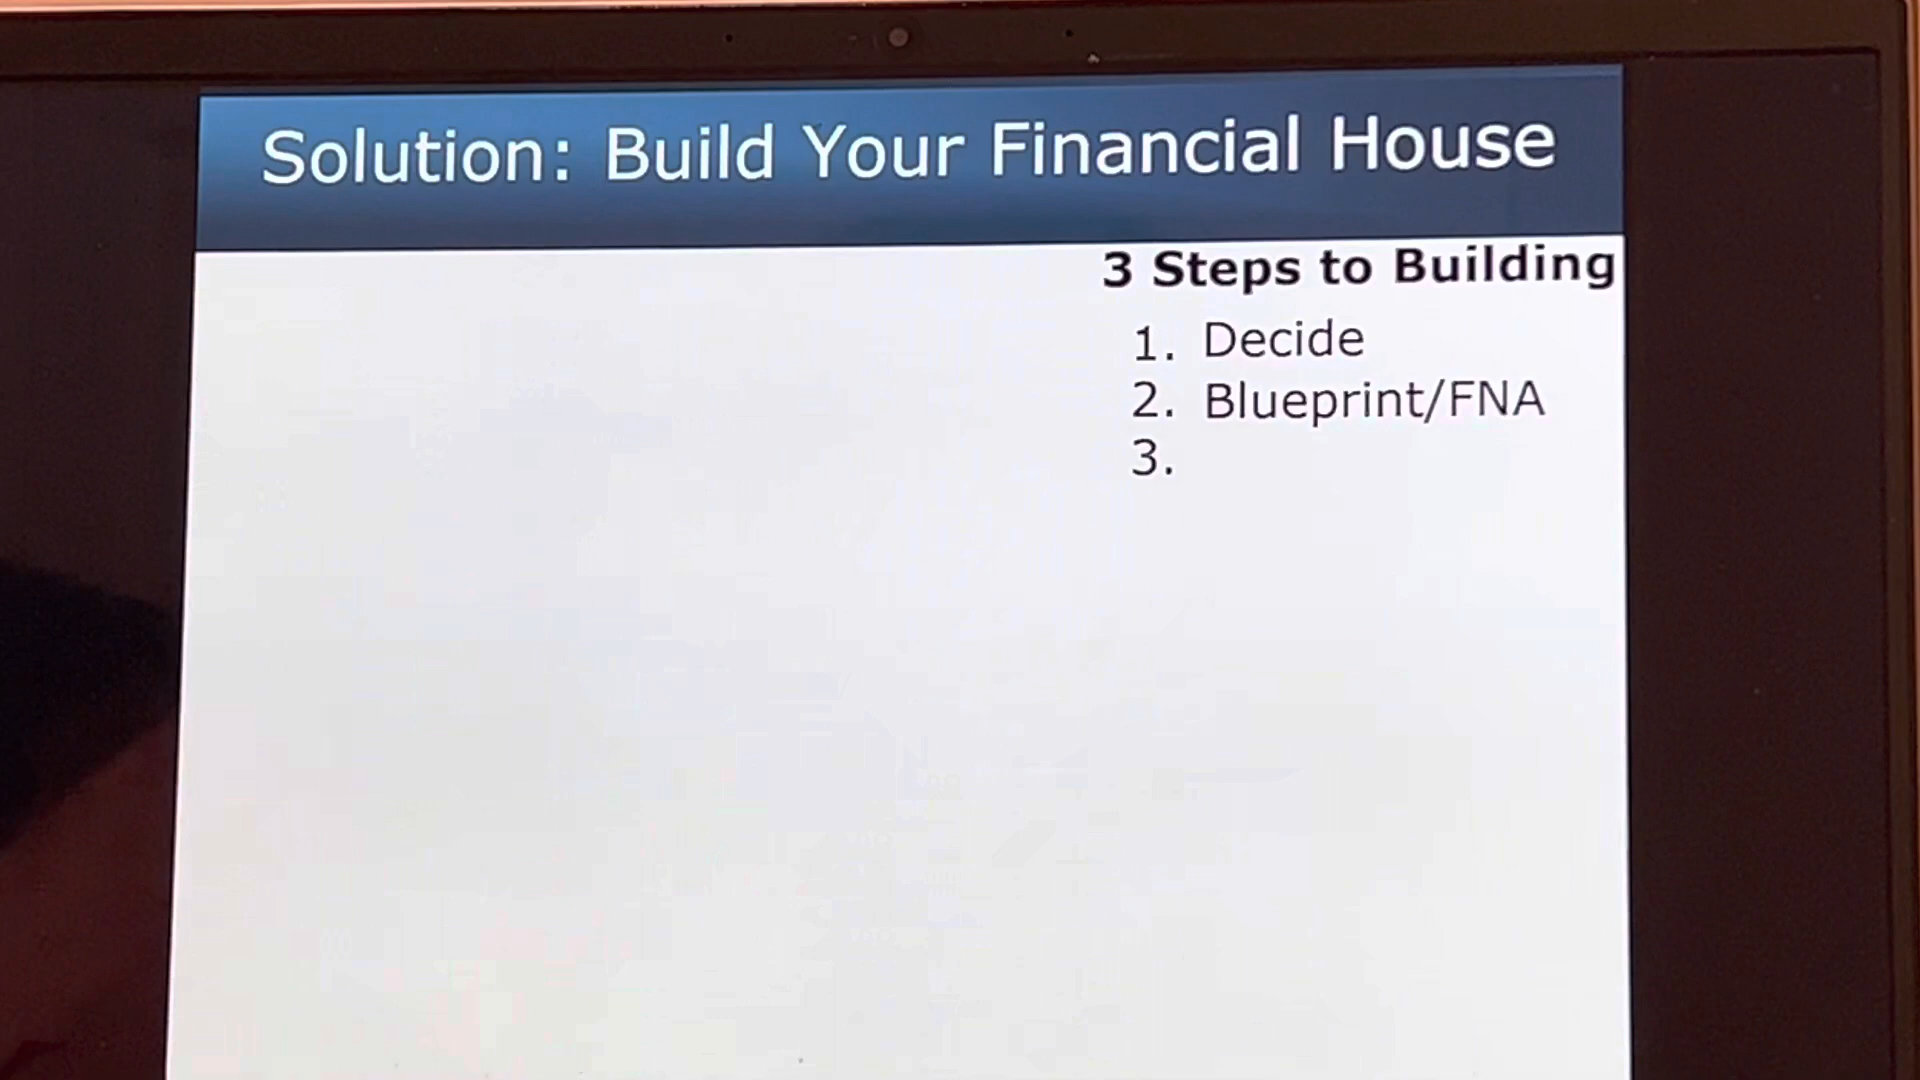 Solution: Build Your Financial House
3 Steps to Building
1. Decide
2. Blueprint/FNA
3.